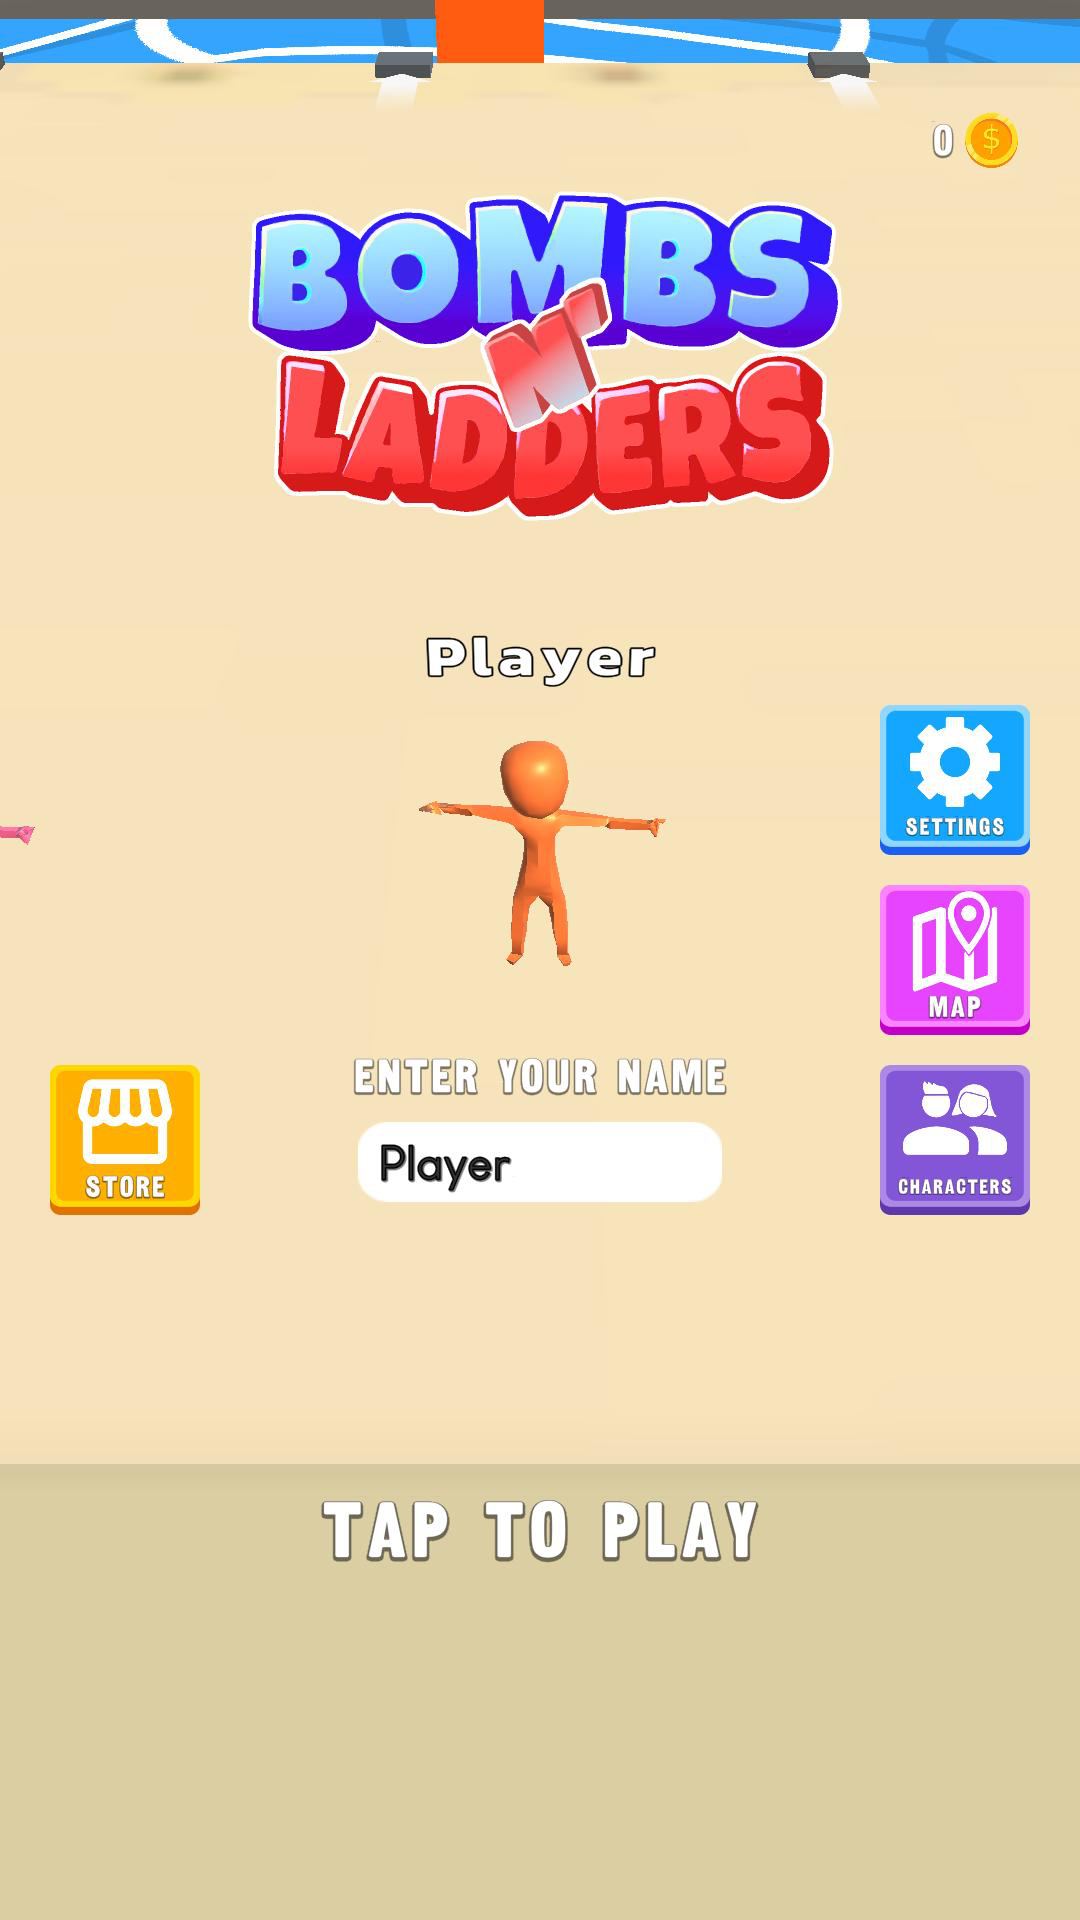 0 $
BOMBS
N'
LADDERS
Player
SETTINGS
MAP
ENTER YOUR NAME
Player
STORE
CHARACTERS
TAP TO PLAY